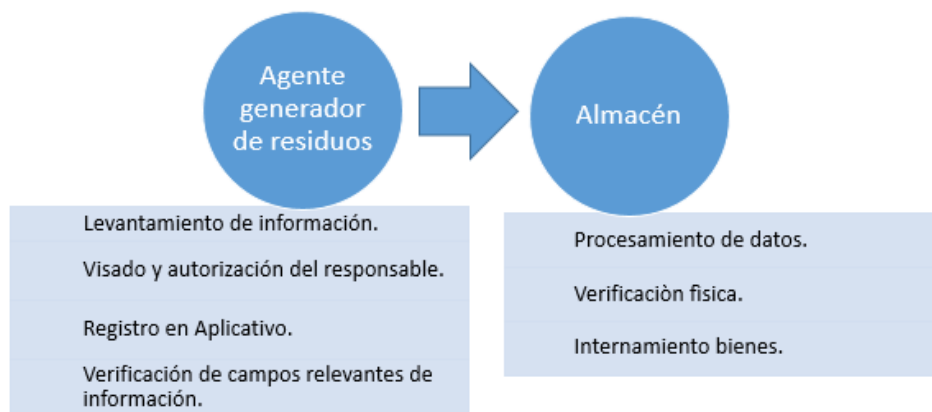 Agente
generador
de residuos
Almacén
Levantamiento de información.
Visado y autorización del responsable.
Registro en Aplicativo.
Verificación de campos relevantes de
información.
Procesamiento de datos.
Verificaciòn fìsica.
Internamiento bienes.